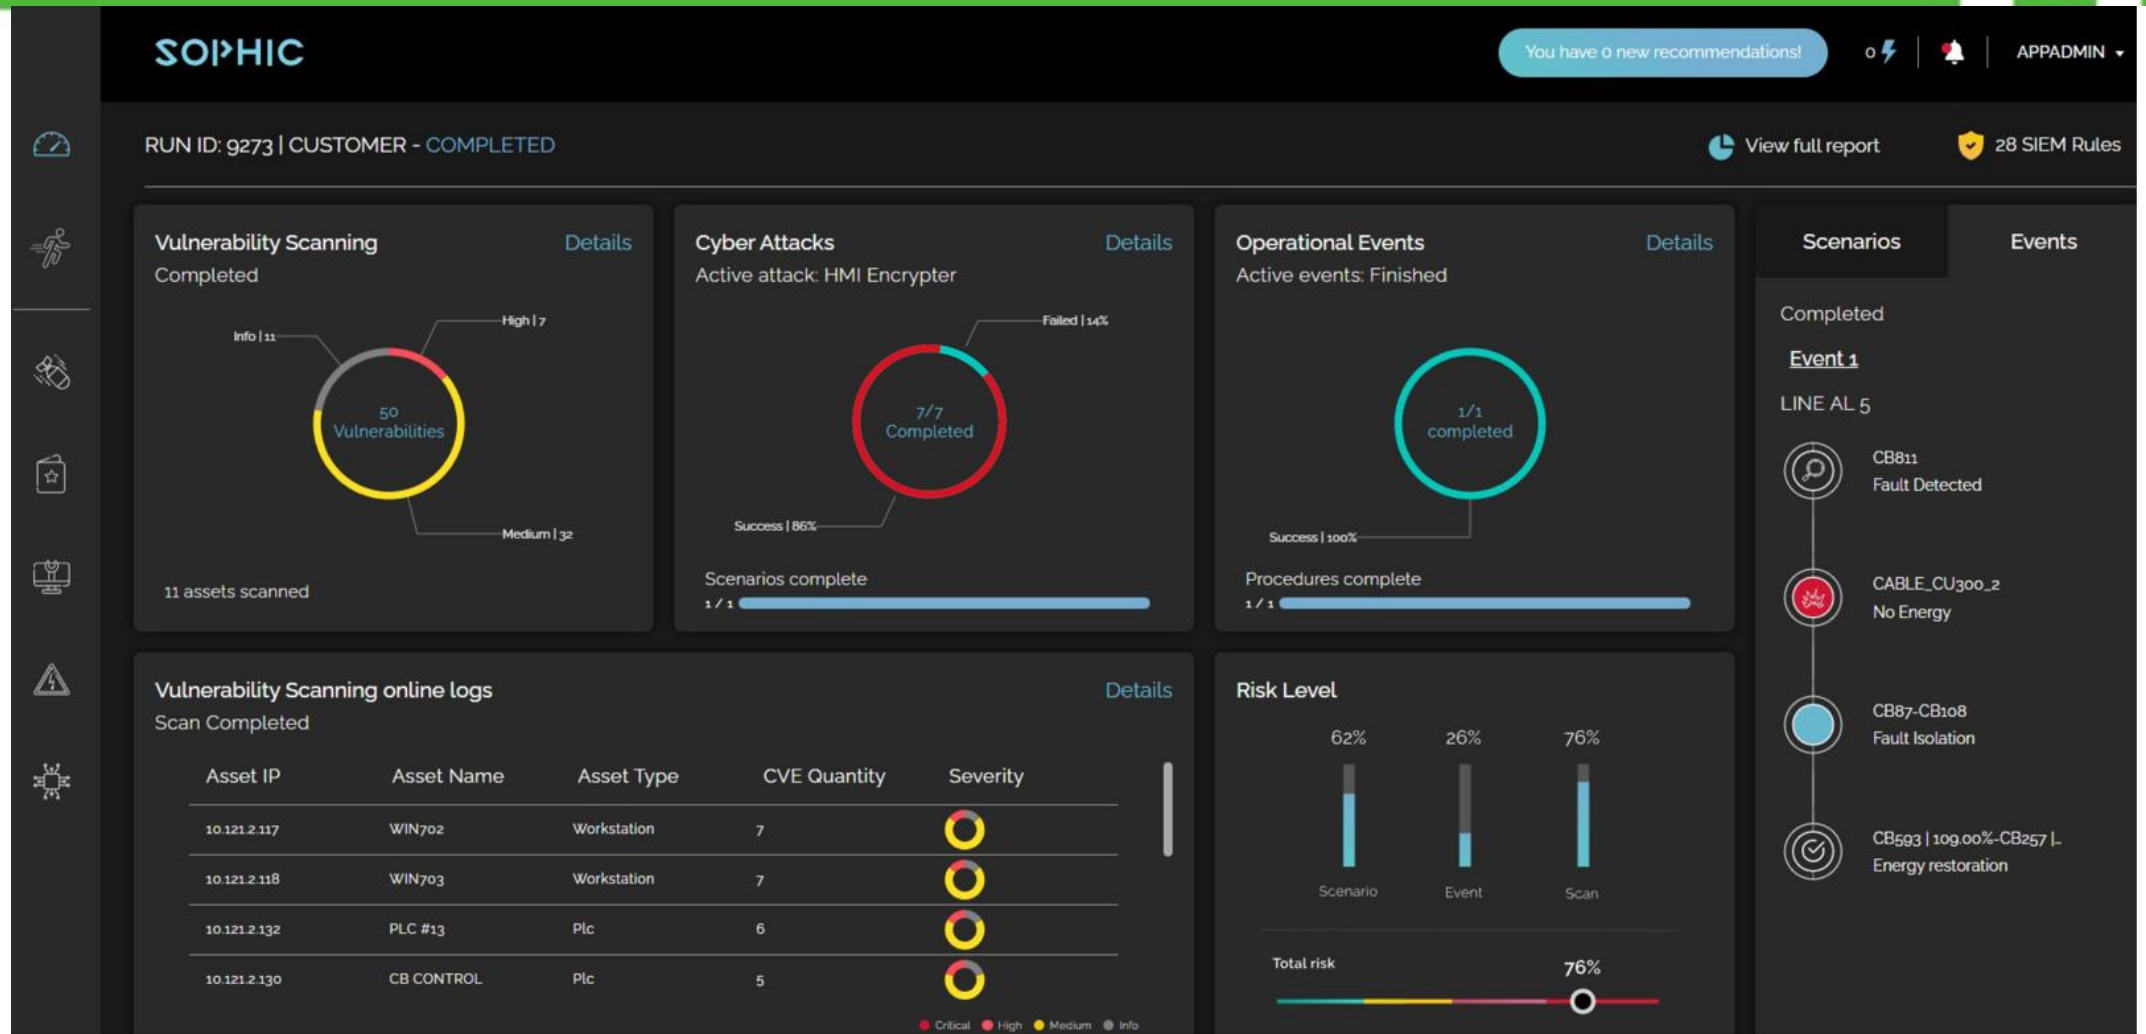 SOPHIC
You have 0 new recommendations!
0
APPADMIN
RUN ID: 9273 | CUSTOMER - COMPLETED
View full report
28 SIEM Rules
Vulnerability Scanning
Details
Completed
High | 7
Info | 11
50
Vulnerabilities
Medium | 32
11 assets scanned
Cyber Attacks
Details
Active attack: HMI Encrypter
Failed | 14%
7/7
Completed
Success | 86%
Scenarios complete
1 / 1
Operational Events
Details
Active events: Finished
1/1
completed
Success | 100%
Procedures complete
1 / 1
Scenarios
Events
Completed
Event 1
LINE AL 5
CB811
Fault Detected
CABLE_CU300_2
No Energy
CB87-CB108
Fault Isolation
CB593 | 109.00%-CB257 |...
Energy restoration
Vulnerability Scanning online logs
Details
Scan Completed
Asset IP Asset Name Asset Type CVE Quantity Severity
10.121.2.117 WIN702 Workstation 7
10.121.2.118 WIN703 Workstation 7
10.121.2.132 PLC #13 Plc 6
10.121.2.130 CB CONTROL Plc 5
Critical High Medium Info
Risk Level
62% 26% 76%
Scenario Event Scan
Total risk
76%